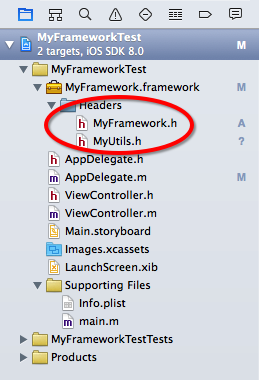 MyFrameworkTest
2 targets, iOS SDK 8.0 M
MyFrameworkTest
MyFramework.framework M
Headers
h MyFramework.h A
h MyUtils.h ?
h AppDelegate.h
m AppDelegate.m M
h ViewController.h
m ViewController.m
Main.storyboard
Images.xcassets
LaunchScreen.xib
Supporting Files
Info.plist
m main.m
MyFrameworkTestTests
Products